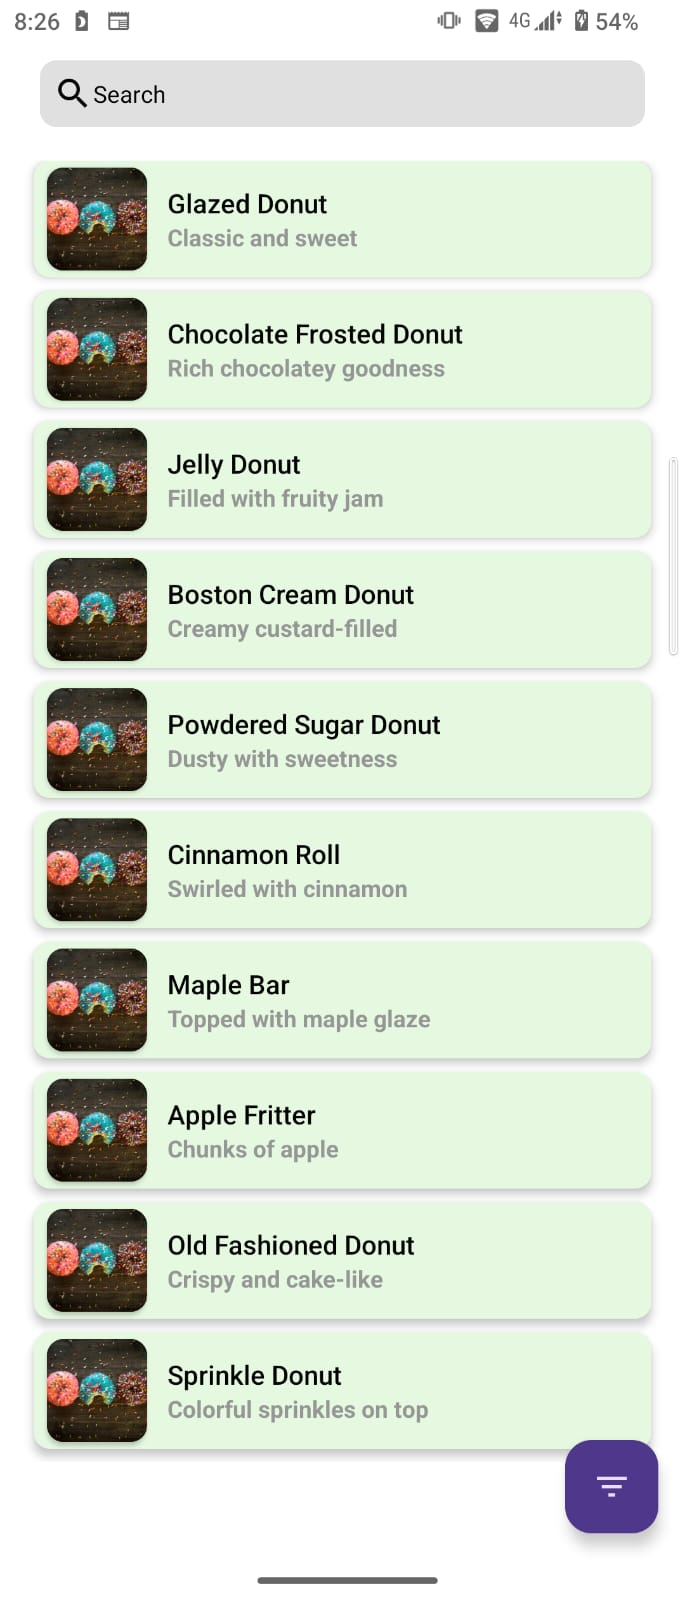 8:26 4G 54%
Search
Glazed Donut
Classic and sweet
Chocolate Frosted Donut
Rich chocolatey goodness
Jelly Donut
Filled with fruity jam
Boston Cream Donut
Creamy custard-filled
Powdered Sugar Donut
Dusty with sweetness
Cinnamon Roll
Swirled with cinnamon
Maple Bar
Topped with maple glaze
Apple Fritter
Chunks of apple
Old Fashioned Donut
Crispy and cake-like
Sprinkle Donut
Colorful sprinkles on top